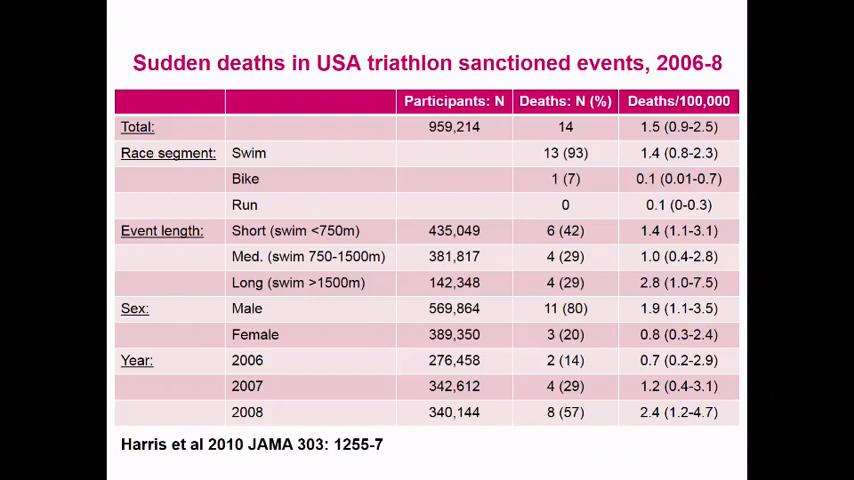 Sudden deaths in USA triathlon sanctioned events, 2006-8
Participants: N Deaths: N (%) Deaths/100,000
Total: 959,214 14 1.5 (0.9-2.5)
Race segment: Swim 13 (93) 1.4 (0.8-2.3)
Bike 1 (7) 0.1 (0.01-0.7)
Run 0 0.1 (0-0.3)
Event length: Short (swim <750m) 435,049 6 (42) 1.4 (1.1-3.1)
Med. (swim 750-1500m) 381,817 4 (29) 1.0 (0.4-2.8)
Long (swim >1500m) 142,348 4 (29) 2.8 (1.0-7.5)
Sex: Male 569,864 11 (80) 1.9 (1.1-3.5)
Female 389,350 3 (20) 0.8 (0.3-2.4)
Year: 2006 276,458 2 (14) 0.7 (0.2-2.9)
2007 342,612 4 (29) 1.2 (0.4-3.1)
2008 340,144 8 (57) 2.4 (1.2-4.7)
Harris et al 2010 JAMA 303: 1255-7